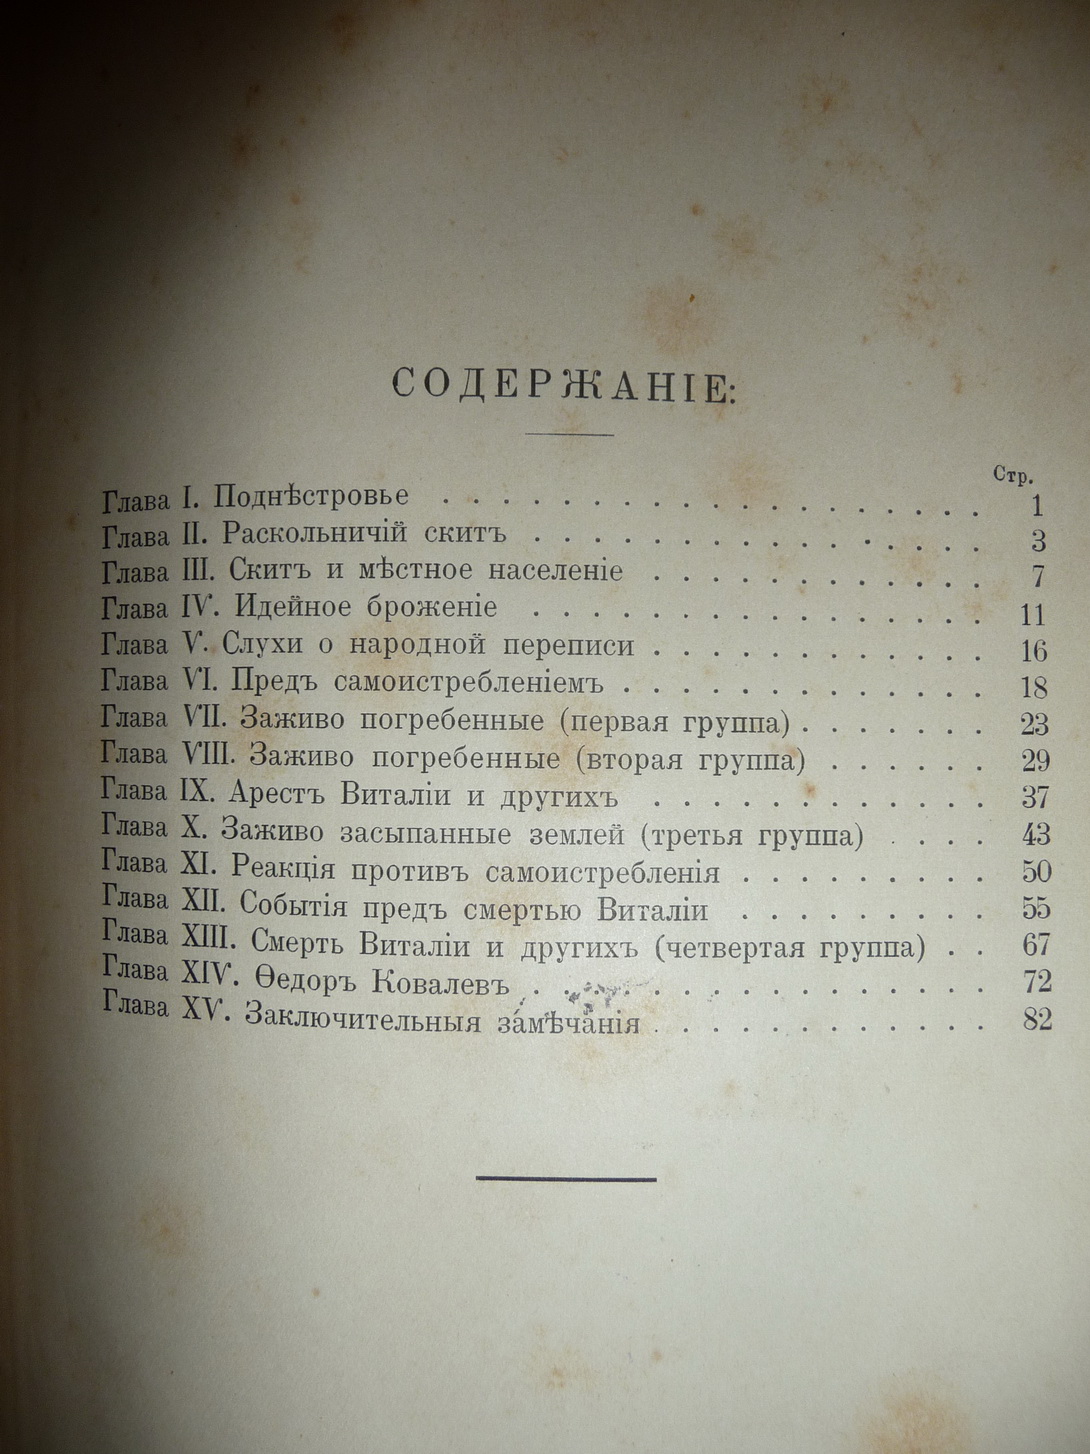 СОДЕРЖАНІЕ:
Стр.
Глава I. Поднѣстровье . . . . . . . . . . . . . . . . . . 1
Глава II. Раскольничій скитъ . . . . . . . . . . . . . . . 3
Глава III. Скитъ и мѣстное населеніе . . . . . . . . . . . . 7
Глава IV. Идейное броженіе . . . . . . . . . . . . . . . . 11
Глава V. Слухи о народной переписи . . . . . . . . . . . . 16
Глава VI. Предъ самоистребленіемъ . . . . . . . . . . . . . 18
Глава VII. Заживо погребенные (первая группа) . . . . . . . 23
Глава VIII. Заживо погребенные (вторая группа) . . . . . . 29
Глава IX. Арестъ Виталіи и другихъ . . . . . . . . . . . . 37
Глава X. Заживо засыпанные землей (третья группа) . . . . 43
Глава XI. Реакція противъ самоистребленія . . . . . . . . . 50
Глава XII. Событія предъ смертью Виталіи . . . . . . . . . 55
Глава XIII. Смерть Виталіи и другихъ (четвертая группа) . . 67
Глава XIV. Ѳедоръ Ковалевъ . . . . . . . . . . . . . . . . 72
Глава XV. Заключительныя замѣчанія . . . . . . . . . . . . 82